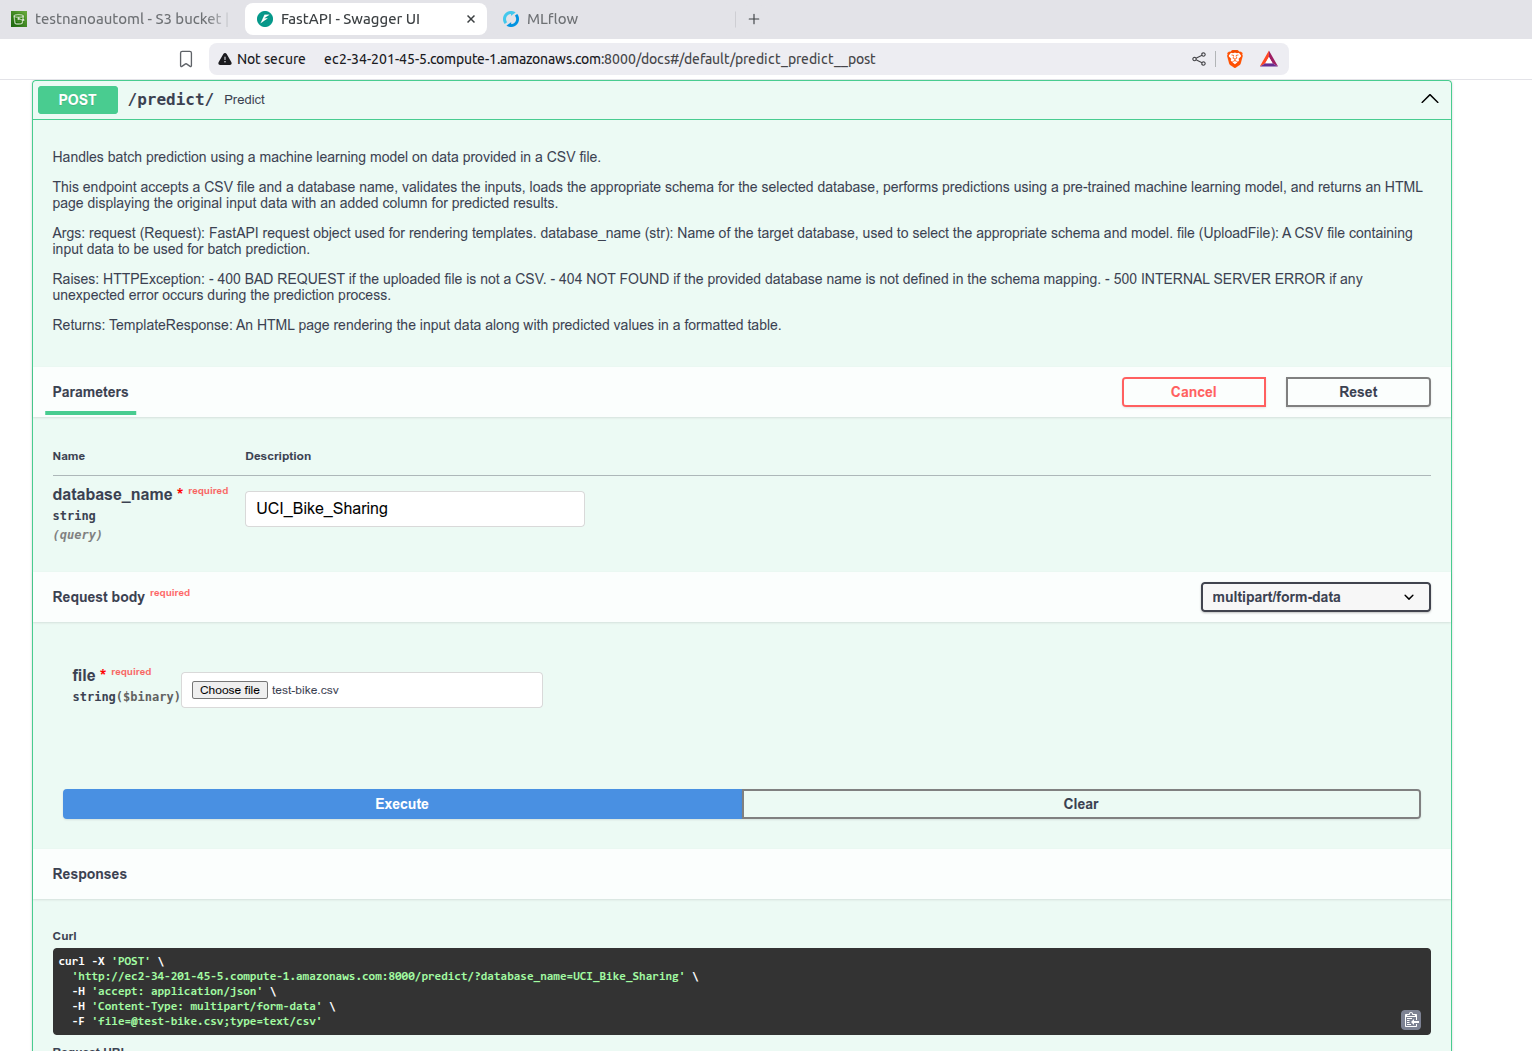 testnanoautoml - S3 bucket
FastAPI - Swagger UI
MLflow
Not secure
ec2-34-201-45-5.compute-1.amazonaws.com:8000/docs#/default/predict_predict__post
POST /predict/ Predict
Handles batch prediction using a machine learning model on data provided in a CSV file.
This endpoint accepts a CSV file and a database name, validates the inputs, loads the appropriate schema for the selected database, performs predictions using a pre-trained machine learning model, and returns an HTML
page displaying the original input data with an added column for predicted results.
Args: request (Request): FastAPI request object used for rendering templates. database_name (str): Name of the target database, used to select the appropriate schema and model. file (UploadFile): A CSV file containing
input data to be used for batch prediction.
Raises: HTTPException: - 400 BAD REQUEST if the uploaded file is not a CSV. - 404 NOT FOUND if the provided database name is not defined in the schema mapping. - 500 INTERNAL SERVER ERROR if any
unexpected error occurs during the prediction process.
Returns: TemplateResponse: An HTML page rendering the input data along with predicted values in a formatted table.
Parameters
Cancel
Reset
Name Description
database_name * required
string
(query)
UCI_Bike_Sharing
Request body required
multipart/form-data
file * required
string($binary)
Choose file test-bike.csv
Execute
Clear
Responses
Curl
curl -X 'POST' \
'http://ec2-34-201-45-5.compute-1.amazonaws.com:8000/predict/?database_name=UCI_Bike_Sharing' \
-H 'accept: application/json' \
-H 'Content-Type: multipart/form-data' \
-F 'file=@test-bike.csv;type=text/csv'
Request URL